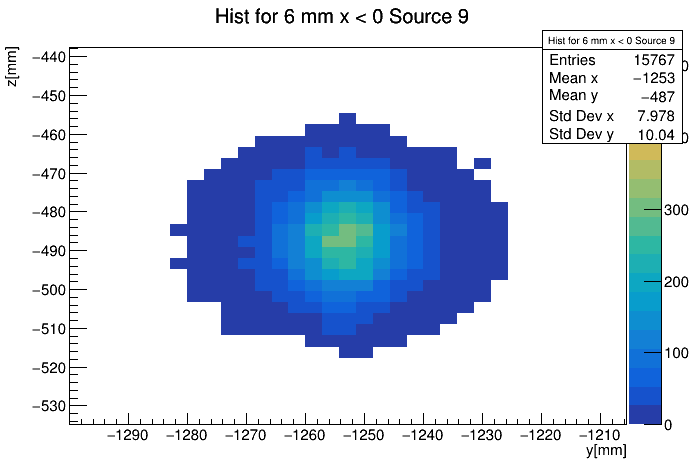 Hist for 6 mm x < 0 Source 9
z[mm]
−440
−450
−460
−470
−480
−490
−500
−510
−520
−530
−1290 −1280 −1270 −1260 −1250 −1240 −1230 −1220 −1210
y[mm]
Hist for 6 mm x < 0 Source 9
Entries 15767
Mean x −1253
Mean y −487
Std Dev x 7.978
Std Dev y 10.04
0
0
300
200
100
0